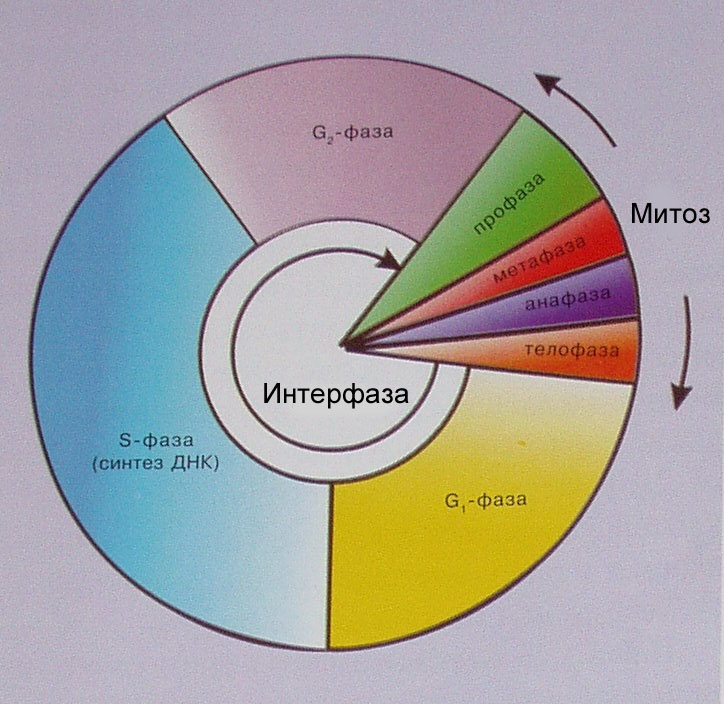 G₂-фаза
профаза
Митоз
метафаза
анафаза
телофаза
Интерфаза
S-фаза
(синтез ДНК)
G₁-фаза